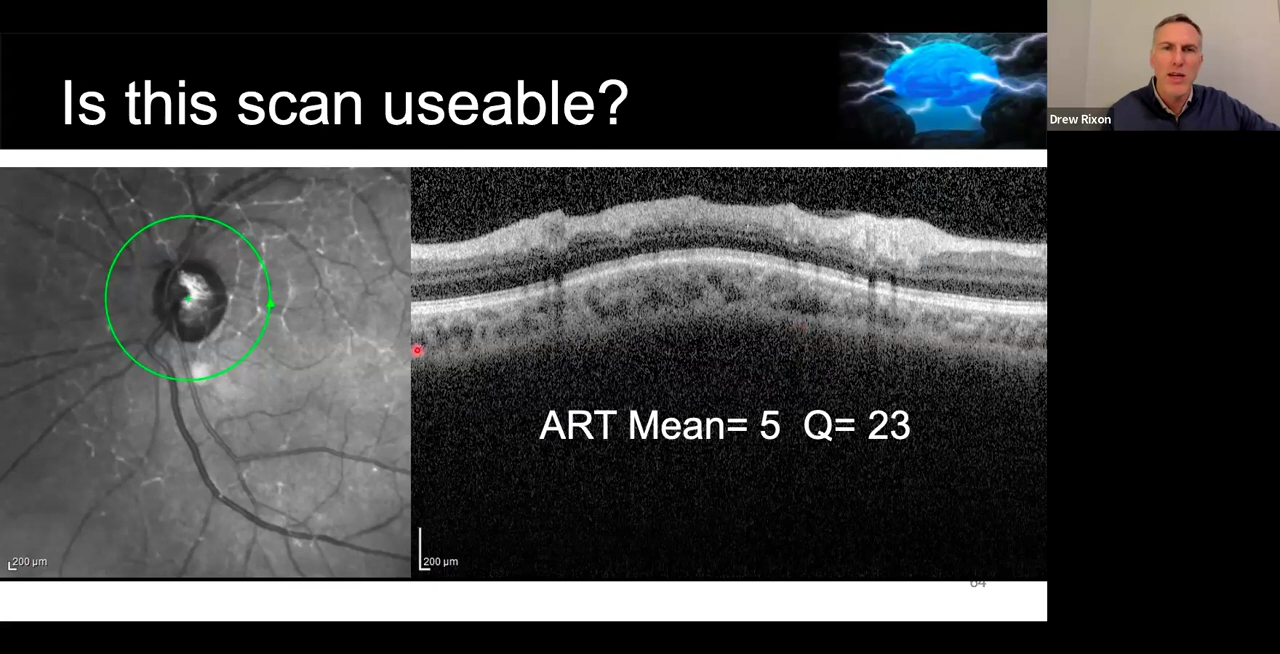 Is this scan useable?
Drew Rixon
ART Mean= 5 Q= 23
200 µm
200 µm